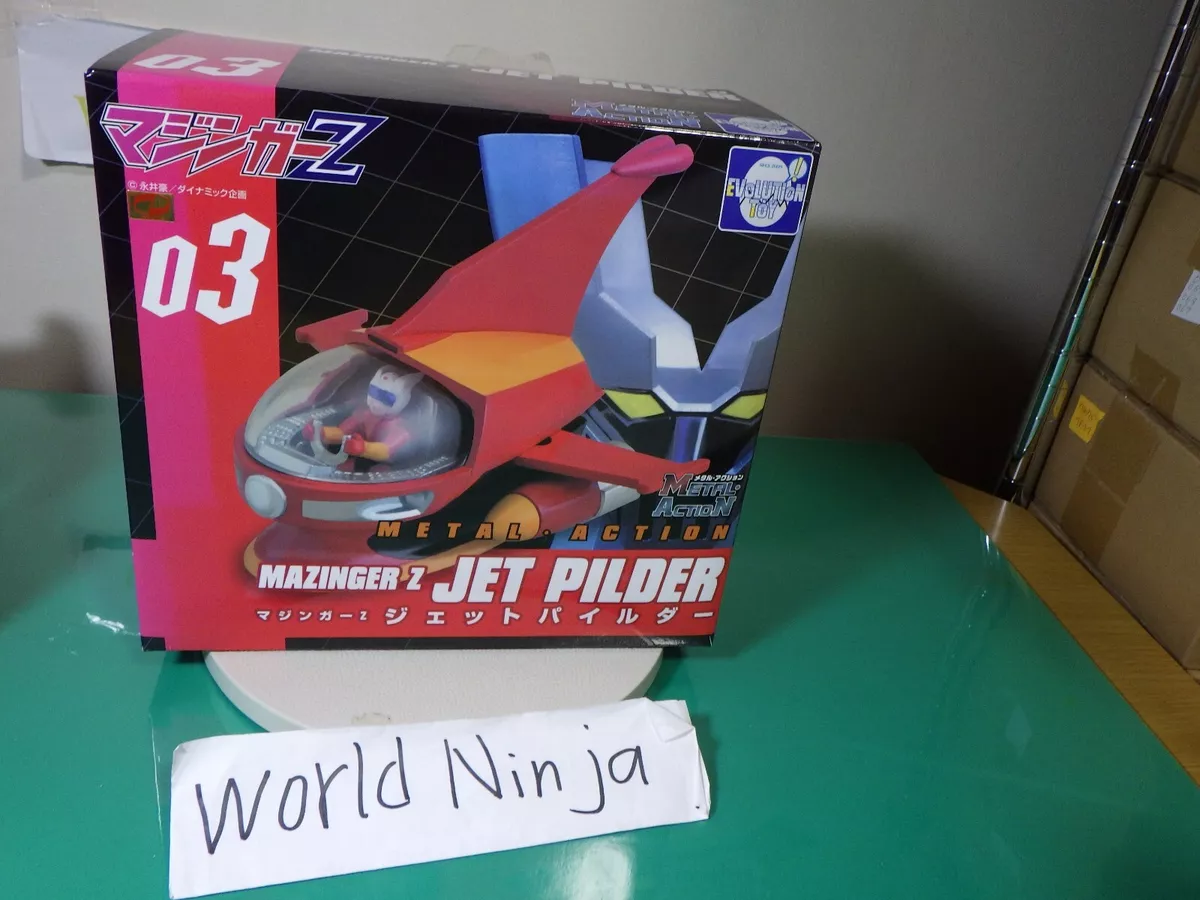 03
マジンガーZ
© 永井豪／ダイナミック企画
03
EVOLUTION
TOY
メタル・アクション
METAL・
ACTION
METAL・ACTION
MAZINGER Z JET PILDER
マジンガーZ ジェットパイルダー
World Ninja